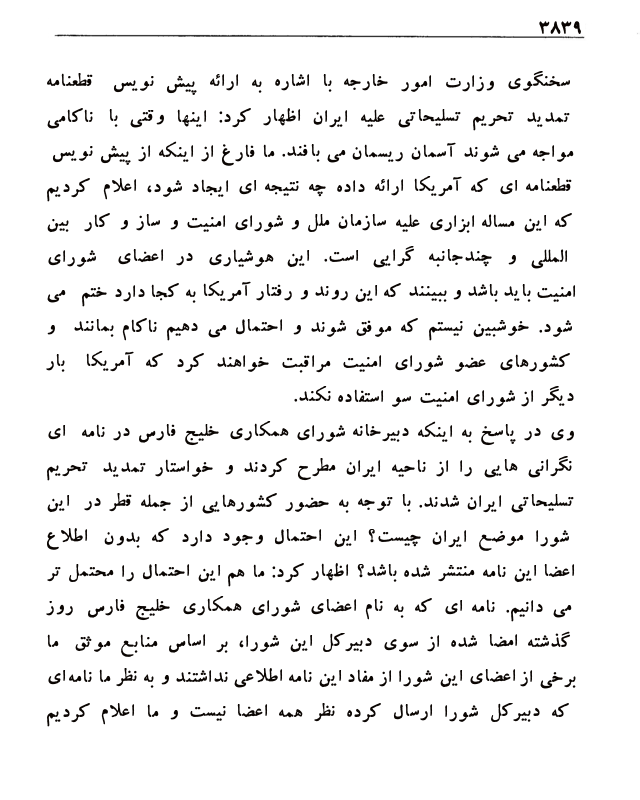 ۳۸۳۹
سخنگوی وزارت امور خارجه با اشاره به ارائه پیش نویس قطعنامه
تمدید تحریم تسلیحاتی علیه ایران اظهار کرد: اینها وقتی با ناکامی
مواجه می شوند آسمان ریسمان می بافند. ما فارغ از اینکه از پیش نویس
قطعنامه ای که آمریکا ارائه داده چه نتیجه ای ایجاد شود، اعلام کردیم
که این مساله ابزاری علیه سازمان ملل و شورای امنیت و ساز و کار بین
المللی و چندجانبه گرایی است. این هوشیاری در اعضای شورای
امنیت باید باشد و ببینند که این روند و رفتار آمریکا به کجا دارد ختم می
شود. خوشبین نیستم که موفق شوند و احتمال می دهیم ناکام بمانند و
کشورهای عضو شورای امنیت مراقبت خواهند کرد که آمریکا بار
دیگر از شورای امنیت سو استفاده نکند.
وی در پاسخ به اینکه دبیرخانه شورای همکاری خلیج فارس در نامه ای
نگرانی هایی را از ناحیه ایران مطرح کردند و خواستار تمدید تحریم
تسلیحاتی ایران شدند. با توجه به حضور کشورهایی از جمله قطر در این
شورا موضع ایران چیست؟ این احتمال وجود دارد که بدون اطلاع
اعضا این نامه منتشر شده باشد؟ اظهار کرد: ما هم این احتمال را محتمل تر
می دانیم. نامه ای که به نام اعضای شورای همکاری خلیج فارس روز
گذشته امضا شده از سوی دبیرکل این شورا، بر اساس منابع موثق ما
برخی از اعضای این شورا از مفاد این نامه اطلاعی نداشتند و به نظر ما نامه‌ای
که دبیرکل شورا ارسال کرده نظر همه اعضا نیست و ما اعلام کردیم